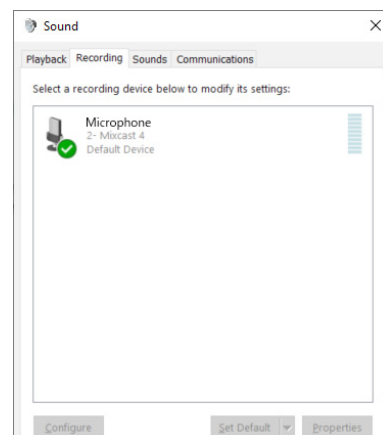 Sound
Playback Recording Sounds Communications
Select a recording device below to modify its settings:
Microphone
2- Mixcast 4
Default Device
Configure Set Default Properties